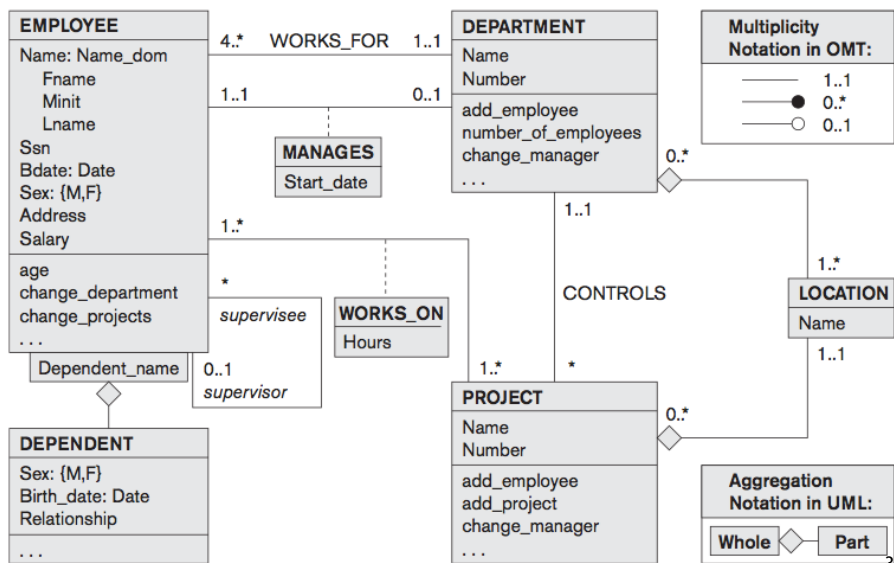 EMPLOYEE
Name: Name_dom
Fname
Minit
Lname
Ssn
Bdate: Date
Sex: {M,F}
Address
Salary
age
change_department
change_projects
. . .
Dependent_name
DEPENDENT
Sex: {M,F}
Birth_date: Date
Relationship
. . .
4..* WORKS_FOR 1..1
1..1 0..1
MANAGES
Start_date
1..*
*
supervisee
0..1
supervisor
WORKS_ON
Hours
1..*
DEPARTMENT
Name
Number
add_employee
number_of_employees
change_manager
. . .
0..*
1..1
CONTROLS
*
PROJECT
Name
Number
add_employee
add_project
change_manager
. . .
0..*
1..*
LOCATION
Name
1..1
Multiplicity
Notation in OMT:
1..1
0..*
0..1
Aggregation
Notation in UML:
Whole Part